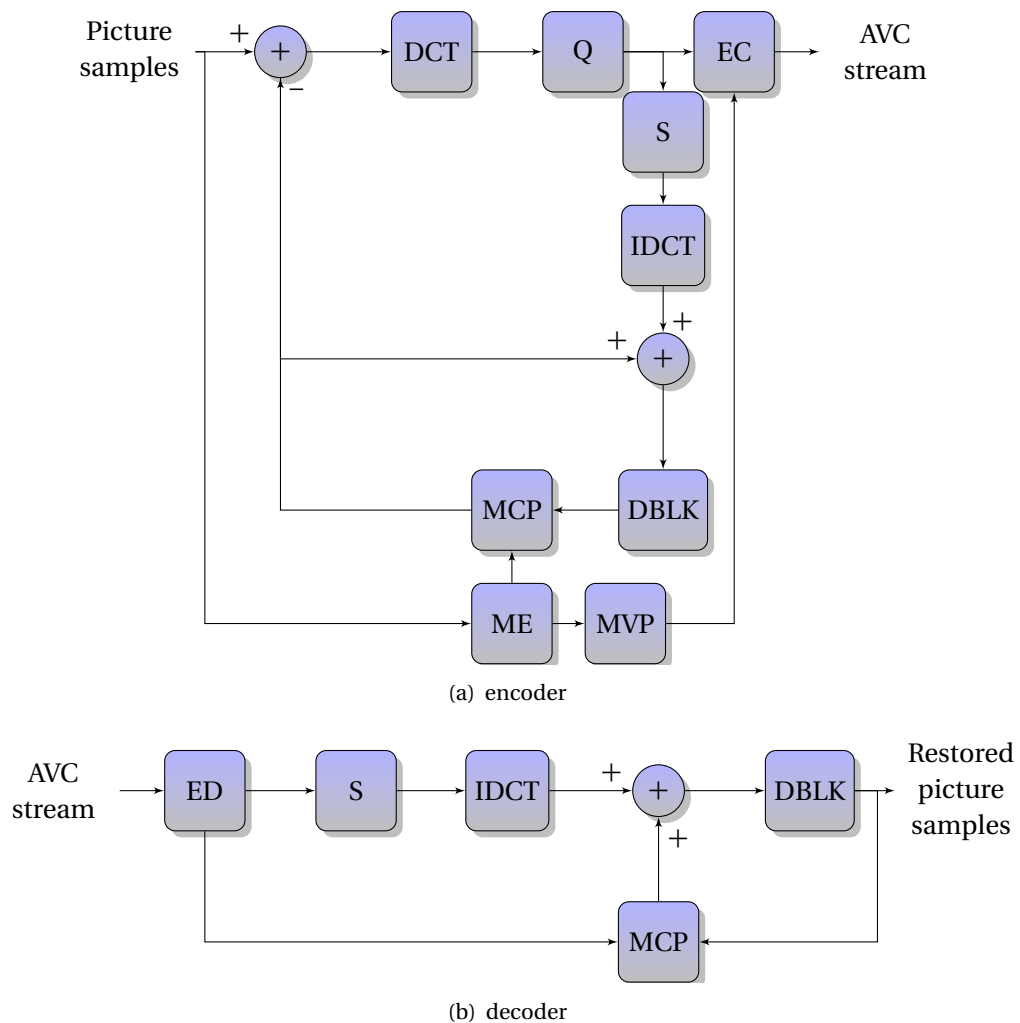 Picture
samples
+
+
DCT
Q
EC
AVC
stream
−
S
IDCT
+
+
+
MCP
DBLK
ME
MVP
(a) encoder
AVC
stream
ED
S
IDCT
+
+
+
DBLK
Restored
picture
samples
MCP
(b) decoder